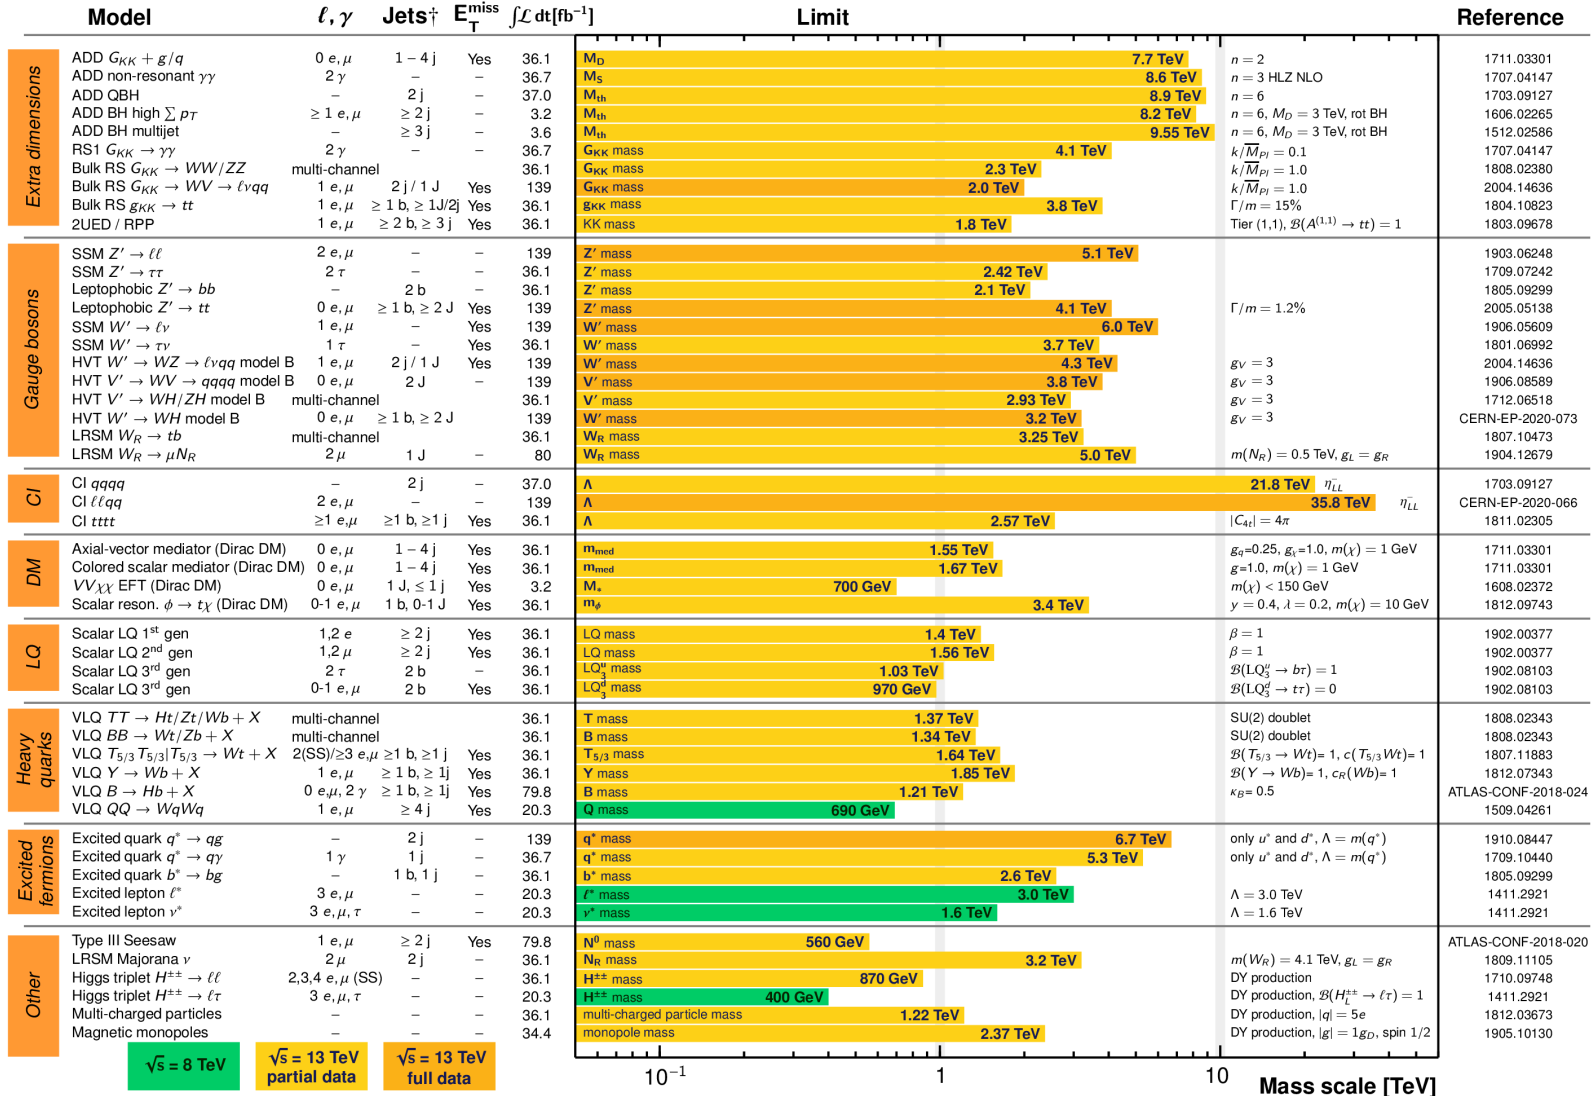 Model ℓ, γ Jets† E_T^miss ∫ℒ dt[fb⁻¹] Limit Reference
Extra dimensions
ADD G_KK + g/q 0 e, μ 1 − 4 j Yes 36.1 M_D 7.7 TeV n = 2 1711.03301
ADD non-resonant γγ 2 γ − − 36.7 M_S 8.6 TeV n = 3 HLZ NLO 1707.04147
ADD QBH − 2 j − 37.0 M_th 8.9 TeV n = 6 1703.09127
ADD BH high ∑ p_T ≥ 1 e, μ ≥ 2 j − 3.2 M_th 8.2 TeV n = 6, M_D = 3 TeV, rot BH 1606.02265
ADD BH multijet − ≥ 3 j − 3.6 M_th 9.55 TeV n = 6, M_D = 3 TeV, rot BH 1512.02586
RS1 G_KK → γγ 2 γ − − 36.7 G_KK mass 4.1 TeV k/M̅_Pl = 0.1 1707.04147
Bulk RS G_KK → WW/ZZ multi-channel 36.1 G_KK mass 2.3 TeV k/M̅_Pl = 1.0 1808.02380
Bulk RS G_KK → WV → ℓνqq 1 e, μ 2 j / 1 J Yes 139 G_KK mass 2.0 TeV k/M̅_Pl = 1.0 2004.14636
Bulk RS g_KK → tt 1 e, μ ≥ 1 b, ≥ 1J/2j Yes 36.1 g_KK mass 3.8 TeV Γ/m = 15% 1804.10823
2UED / RPP 1 e, μ ≥ 2 b, ≥ 3 j Yes 36.1 KK mass 1.8 TeV Tier (1,1), ℬ(A^(1,1) → tt) = 1 1803.09678
Gauge bosons
SSM Z′ → ℓℓ 2 e, μ − − 139 Z′ mass 5.1 TeV 1903.06248
SSM Z′ → ττ 2 τ − − 36.1 Z′ mass 2.42 TeV 1709.07242
Leptophobic Z′ → bb − 2 b − 36.1 Z′ mass 2.1 TeV 1805.09299
Leptophobic Z′ → tt 0 e, μ ≥ 1 b, ≥ 2 J Yes 139 Z′ mass 4.1 TeV Γ/m = 1.2% 2005.05138
SSM W′ → ℓν 1 e, μ − Yes 139 W′ mass 6.0 TeV 1906.05609
SSM W′ → τν 1 τ − Yes 36.1 W′ mass 3.7 TeV 1801.06992
HVT W′ → WZ → ℓνqq model B 1 e, μ 2 j / 1 J Yes 139 W′ mass 4.3 TeV g_V = 3 2004.14636
HVT V′ → WV → qqqq model B 0 e, μ 2 J − 139 V′ mass 3.8 TeV g_V = 3 1906.08589
HVT V′ → WH/ZH model B multi-channel 36.1 V′ mass 2.93 TeV g_V = 3 1712.06518
HVT W′ → WH model B 0 e, μ ≥ 1 b, ≥ 2 J 139 W′ mass 3.2 TeV g_V = 3 CERN-EP-2020-073
LRSM W_R → tb multi-channel 36.1 W_R mass 3.25 TeV 1807.10473
LRSM W_R → μN_R 2 μ 1 J − 80 W_R mass 5.0 TeV m(N_R) = 0.5 TeV, g_L = g_R 1904.12679
CI
CI qqqq − 2 j − 37.0 Λ 21.8 TeV η⁻_LL 1703.09127
CI ℓℓqq 2 e, μ − − 139 Λ 35.8 TeV η⁻_LL CERN-EP-2020-066
CI tttt ≥1 e,μ ≥1 b, ≥1 j Yes 36.1 Λ 2.57 TeV |C_4t| = 4π 1811.02305
DM
Axial-vector mediator (Dirac DM) 0 e, μ 1 − 4 j Yes 36.1 m_med 1.55 TeV g_q=0.25, g_χ=1.0, m(χ) = 1 GeV 1711.03301
Colored scalar mediator (Dirac DM) 0 e, μ 1 − 4 j Yes 36.1 m_med 1.67 TeV g=1.0, m(χ) = 1 GeV 1711.03301
VVχχ EFT (Dirac DM) 0 e, μ 1 J, ≤ 1 j Yes 3.2 M_* 700 GeV m(χ) < 150 GeV 1608.02372
Scalar reson. φ → tχ (Dirac DM) 0-1 e, μ 1 b, 0-1 J Yes 36.1 m_φ 3.4 TeV y = 0.4, λ = 0.2, m(χ) = 10 GeV 1812.09743
LQ
Scalar LQ 1st gen 1,2 e ≥ 2 j Yes 36.1 LQ mass 1.4 TeV β = 1 1902.00377
Scalar LQ 2nd gen 1,2 μ ≥ 2 j Yes 36.1 LQ mass 1.56 TeV β = 1 1902.00377
Scalar LQ 3rd gen 2 τ 2 b − 36.1 LQ_3^u mass 1.03 TeV ℬ(LQ_3^u → bτ) = 1 1902.08103
Scalar LQ 3rd gen 0-1 e, μ 2 b Yes 36.1 LQ_3^d mass 970 GeV ℬ(LQ_3^d → tτ) = 0 1902.08103
Heavy quarks
VLQ TT → Ht/Zt/Wb + X multi-channel 36.1 T mass 1.37 TeV SU(2) doublet 1808.02343
VLQ BB → Wt/Zb + X multi-channel 36.1 B mass 1.34 TeV SU(2) doublet 1808.02343
VLQ T_5/3 T_5/3|T_5/3 → Wt + X 2(SS)/≥3 e,μ ≥1 b, ≥1 j Yes 36.1 T_5/3 mass 1.64 TeV ℬ(T_5/3 → Wt)= 1, c(T_5/3 Wt)= 1 1807.11883
VLQ Y → Wb + X 1 e, μ ≥ 1 b, ≥ 1j Yes 36.1 Y mass 1.85 TeV ℬ(Y → Wb)= 1, c_R(Wb)= 1 1812.07343
VLQ B → Hb + X 0 e,μ, 2 γ ≥ 1 b, ≥ 1j Yes 79.8 B mass 1.21 TeV κ_B= 0.5 ATLAS-CONF-2018-024
VLQ QQ → WqWq 1 e, μ ≥ 4 j Yes 20.3 Q mass 690 GeV 1509.04261
Excited fermions
Excited quark q* → qg − 2 j − 139 q* mass 6.7 TeV only u* and d*, Λ = m(q*) 1910.08447
Excited quark q* → qγ 1 γ 1 j − 36.7 q* mass 5.3 TeV only u* and d*, Λ = m(q*) 1709.10440
Excited quark b* → bg − 1 b, 1 j − 36.1 b* mass 2.6 TeV 1805.09299
Excited lepton ℓ* 3 e, μ − − 20.3 ℓ* mass 3.0 TeV Λ = 3.0 TeV 1411.2921
Excited lepton ν* 3 e, μ, τ − − 20.3 ν* mass 1.6 TeV Λ = 1.6 TeV 1411.2921
Other
Type III Seesaw 1 e, μ ≥ 2 j Yes 79.8 N⁰ mass 560 GeV ATLAS-CONF-2018-020
LRSM Majorana ν 2 μ 2 j − 36.1 N_R mass 3.2 TeV m(W_R) = 4.1 TeV, g_L = g_R 1809.11105
Higgs triplet H^±± → ℓℓ 2,3,4 e, μ (SS) − − 36.1 H^±± mass 870 GeV DY production 1710.09748
Higgs triplet H^±± → ℓτ 3 e, μ, τ − − 20.3 H^±± mass 400 GeV DY production, ℬ(H_L^±± → ℓτ) = 1 1411.2921
Multi-charged particles − − − 36.1 multi-charged particle mass 1.22 TeV DY production, |q| = 5e 1812.03673
Magnetic monopoles − − − 34.4 monopole mass 2.37 TeV DY production, |g| = 1g_D, spin 1/2 1905.10130
√s = 8 TeV
√s = 13 TeV partial data
√s = 13 TeV full data
10⁻¹ 1 10
Mass scale [TeV]